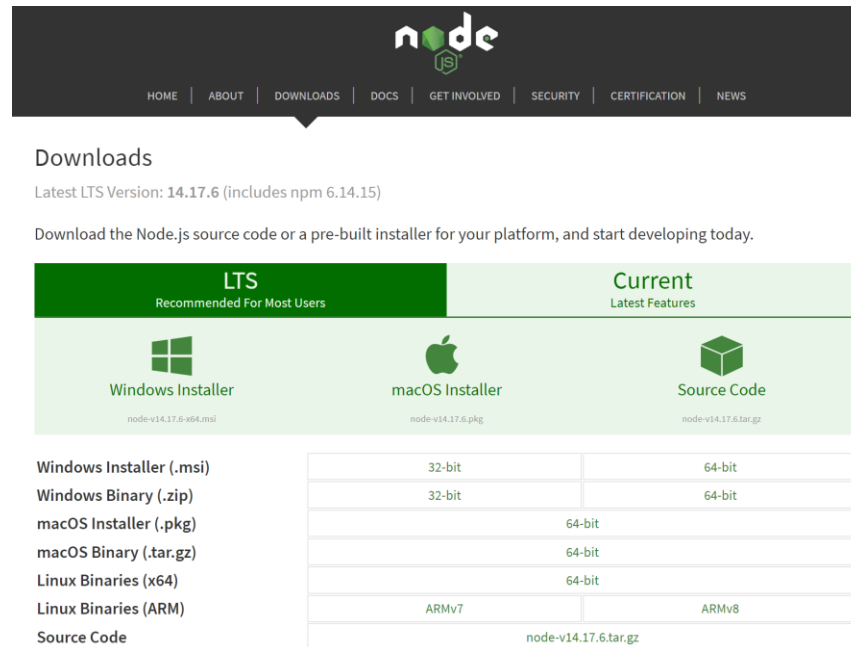 node
JS
HOME | ABOUT | DOWNLOADS | DOCS | GET INVOLVED | SECURITY | CERTIFICATION | NEWS
Downloads
Latest LTS Version: 14.17.6 (includes npm 6.14.15)
Download the Node.js source code or a pre-built installer for your platform, and start developing today.
LTS Current
Recommended For Most Users Latest Features
Windows Installer macOS Installer Source Code
node-v14.17.6-x64.msi node-v14.17.6.pkg node-v14.17.6.tar.gz
Windows Installer (.msi) 32-bit 64-bit
Windows Binary (.zip) 32-bit 64-bit
macOS Installer (.pkg) 64-bit
macOS Binary (.tar.gz) 64-bit
Linux Binaries (x64) 64-bit
Linux Binaries (ARM) ARMv7 ARMv8
Source Code node-v14.17.6.tar.gz